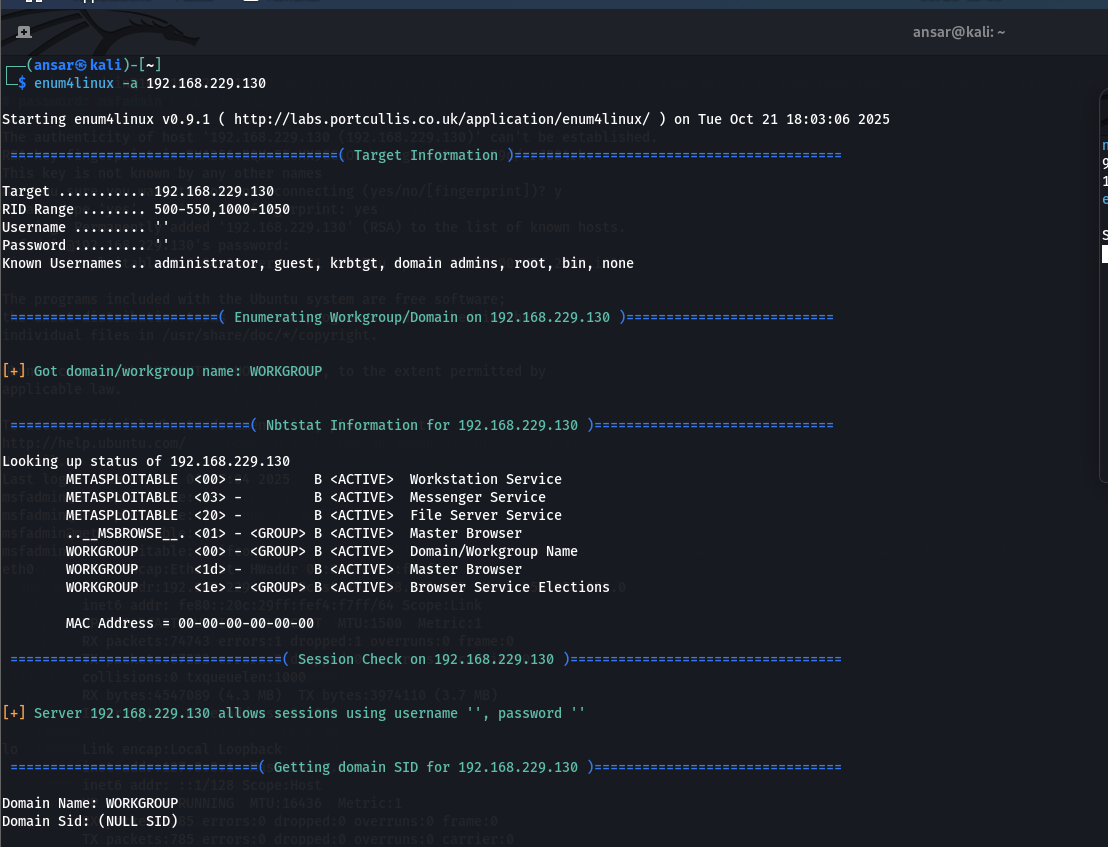 ansar@kali: ~
┌──(ansar㉿kali)-[~]
└─$ enum4linux -a 192.168.229.130
Starting enum4linux v0.9.1 ( http://labs.portcullis.co.uk/application/enum4linux/ ) on Tue Oct 21 18:03:06 2025
=========================================( Target Information )=========================================
Target ........... 192.168.229.130
RID Range ........ 500-550,1000-1050
Username ......... ''
Password ......... ''
Known Usernames .. administrator, guest, krbtgt, domain admins, root, bin, none
==========================( Enumerating Workgroup/Domain on 192.168.229.130 )==========================
[+] Got domain/workgroup name: WORKGROUP
==============================( Nbtstat Information for 192.168.229.130 )==============================
Looking up status of 192.168.229.130
METASPLOITABLE  <00> -         B <ACTIVE>  Workstation Service
METASPLOITABLE  <03> -         B <ACTIVE>  Messenger Service
METASPLOITABLE  <20> -         B <ACTIVE>  File Server Service
..__MSBROWSE__. <01> - <GROUP> B <ACTIVE>  Master Browser
WORKGROUP       <00> - <GROUP> B <ACTIVE>  Domain/Workgroup Name
WORKGROUP       <1d> -         B <ACTIVE>  Master Browser
WORKGROUP       <1e> - <GROUP> B <ACTIVE>  Browser Service Elections
MAC Address = 00-00-00-00-00-00
==================================( Session Check on 192.168.229.130 )==================================
[+] Server 192.168.229.130 allows sessions using username '', password ''
===============================( Getting domain SID for 192.168.229.130 )===============================
Domain Name: WORKGROUP
Domain Sid: (NULL SID)